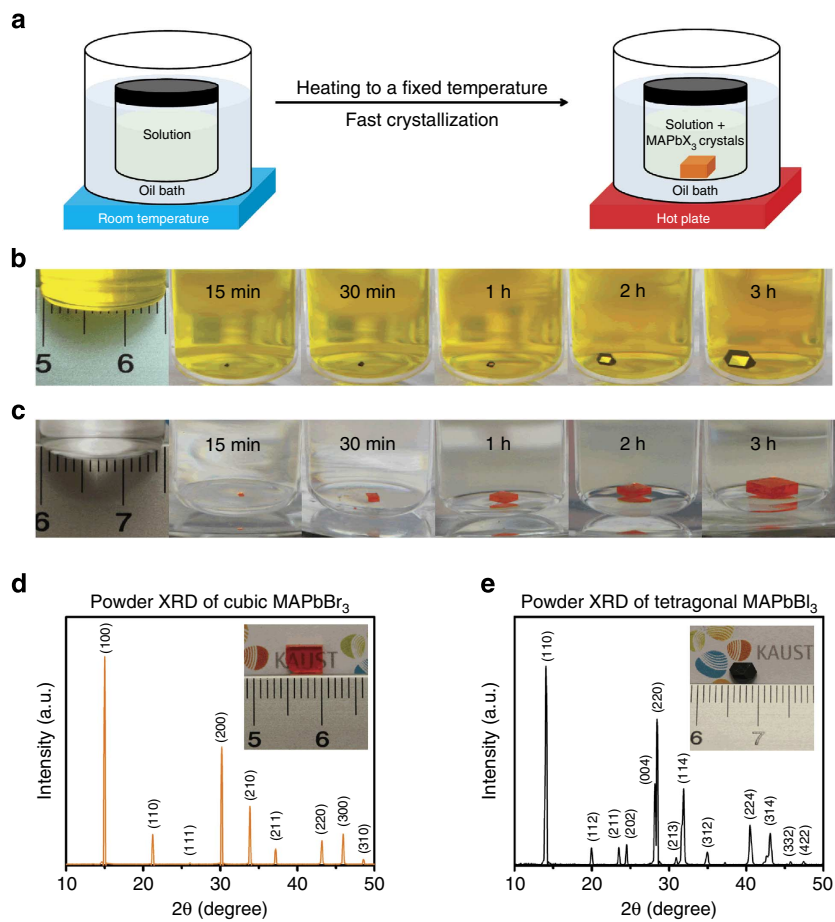 a
Heating to a fixed temperature
Fast crystallization
Solution
Oil bath
Room temperature
Solution +
MAPbX₃ crystals
Oil bath
Hot plate
b
15 min 30 min 1 h 2 h 3 h
5 6
c
15 min 30 min 1 h 2 h 3 h
6 7
d
Powder XRD of cubic MAPbBr₃
(100)
(110)
(111)
(200)
(210)
(211)
(220)
(300)
(310)
KAUST
5 6
Intensity (a.u.)
10 20 30 40 50
2θ (degree)
e
Powder XRD of tetragonal MAPbBI₃
(110)
(112)
(211)
(202)
(004)
(220)
(213)
(114)
(312)
(224)
(314)
(332)
(422)
KAUST
6 7
Intensity (a.u.)
10 20 30 40 50
2θ (degree)